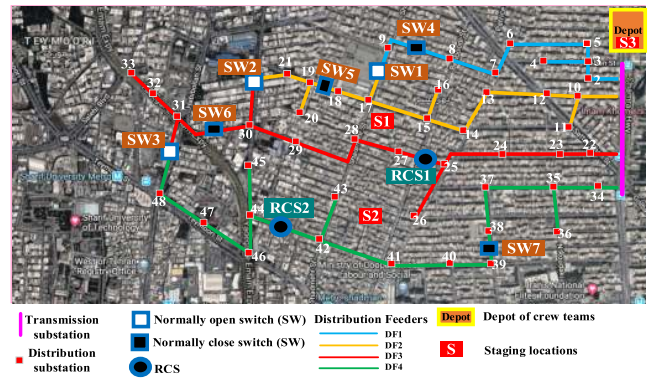 Depot
S3
TEYMOORI
SW4
6
5
9
8
7
4
3
2
33
32
SW2
21
19
SW5
18
SW1
17
16
13
12
10
11
31
SW6
30
20
S1
15
14
SW3
29
28
27
RCS1
25
24
23
22
45
Sharif University
of Technology
48
47
44
RCS2
43
S2
26
37
35
34
46
42
38
36
SW7
41
40
39
Transmission
substation
Distribution
substation
Normally open switch (SW)
Normally close switch (SW)
RCS
Distribution Feeders
DF1
DF2
DF3
DF4
Depot
Depot of crew teams
S
Staging locations